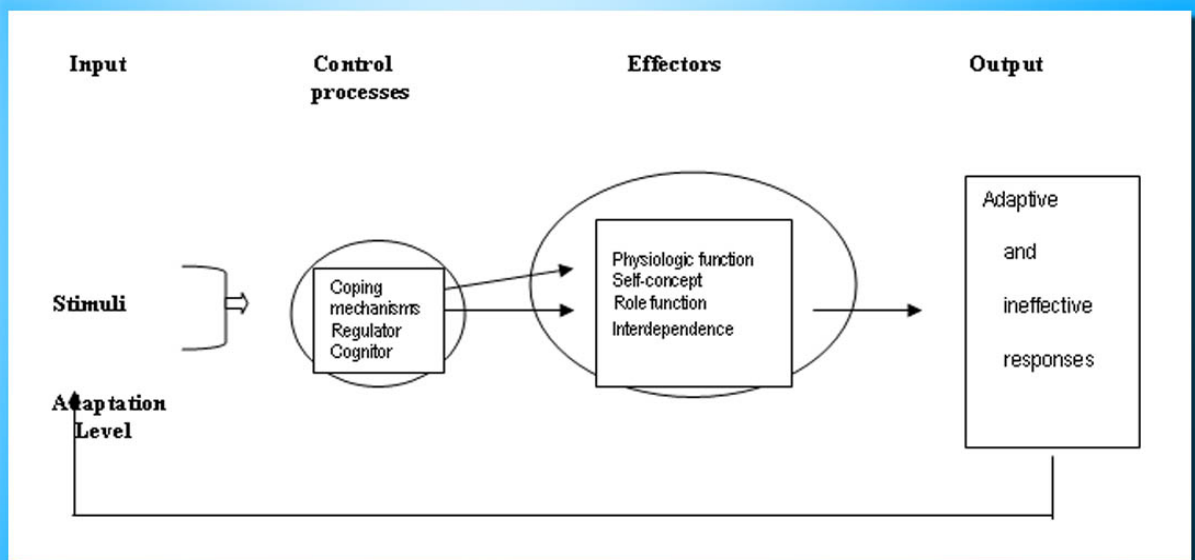 Input
Control
processes
Effectors
Output
Stimuli
Adaptation
Level
Coping
mechanisms
Regulator
Cognitor
Physiologic function
Self-concept
Role function
Interdependence
Adaptive
and
ineffective
responses